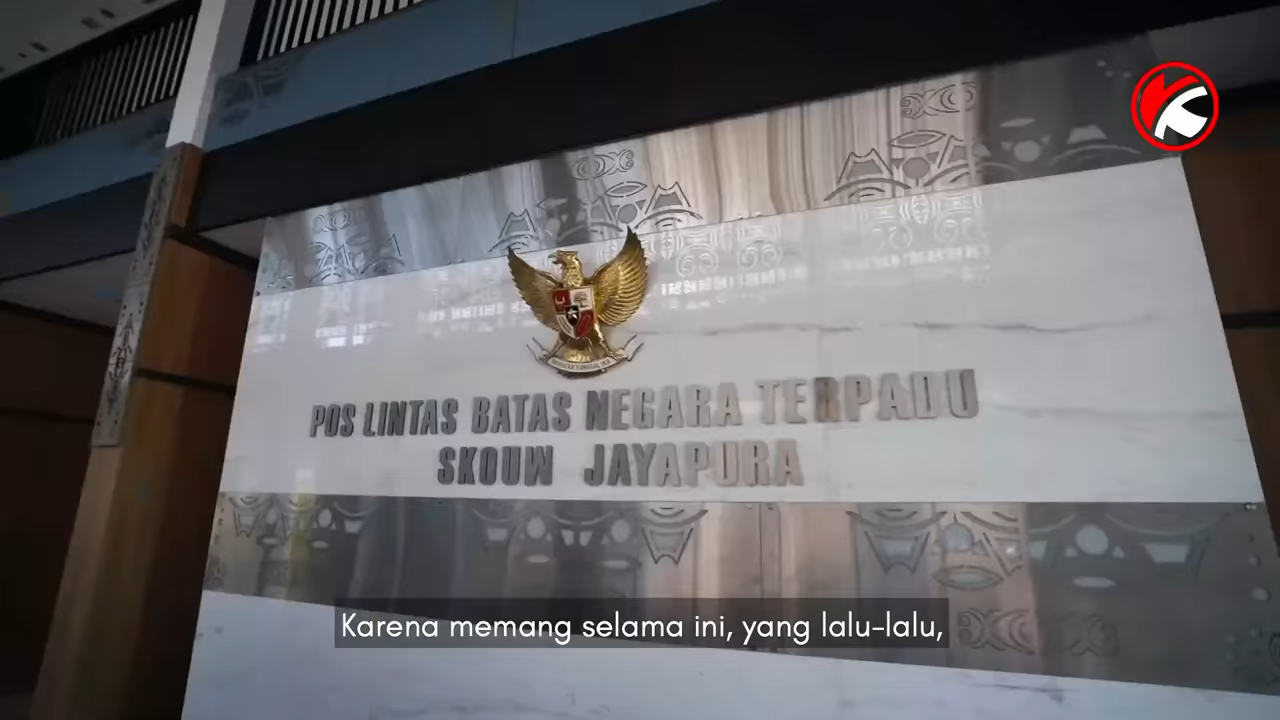 POS LINTAS BATAS NEGARA TERPADU
SKOUW JAYAPURA
Karena memang selama ini, yang lalu-lalu,